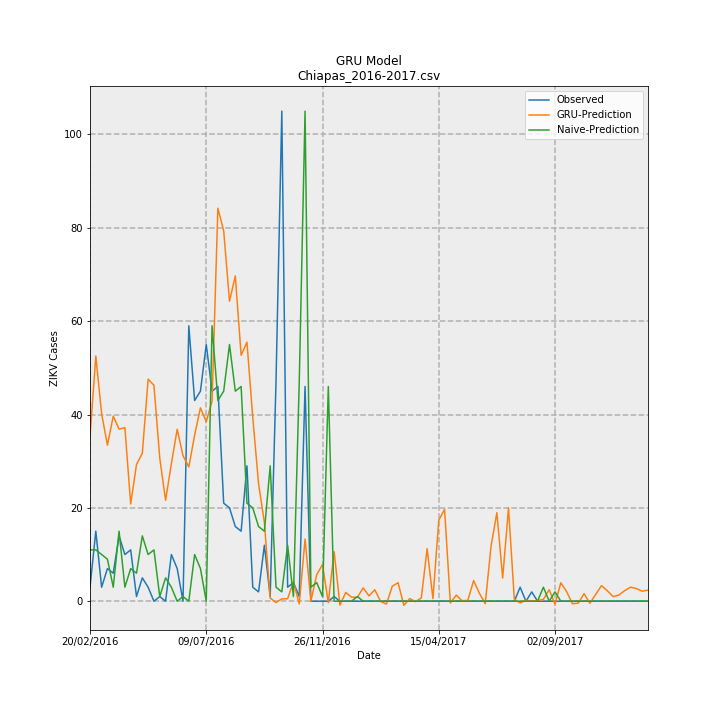 GRU Model
Chiapas_2016-2017.csv
Observed
GRU-Prediction
Naive-Prediction
ZIKV Cases
100
80
60
40
20
0
20/02/2016 09/07/2016 26/11/2016 15/04/2017 02/09/2017
Date